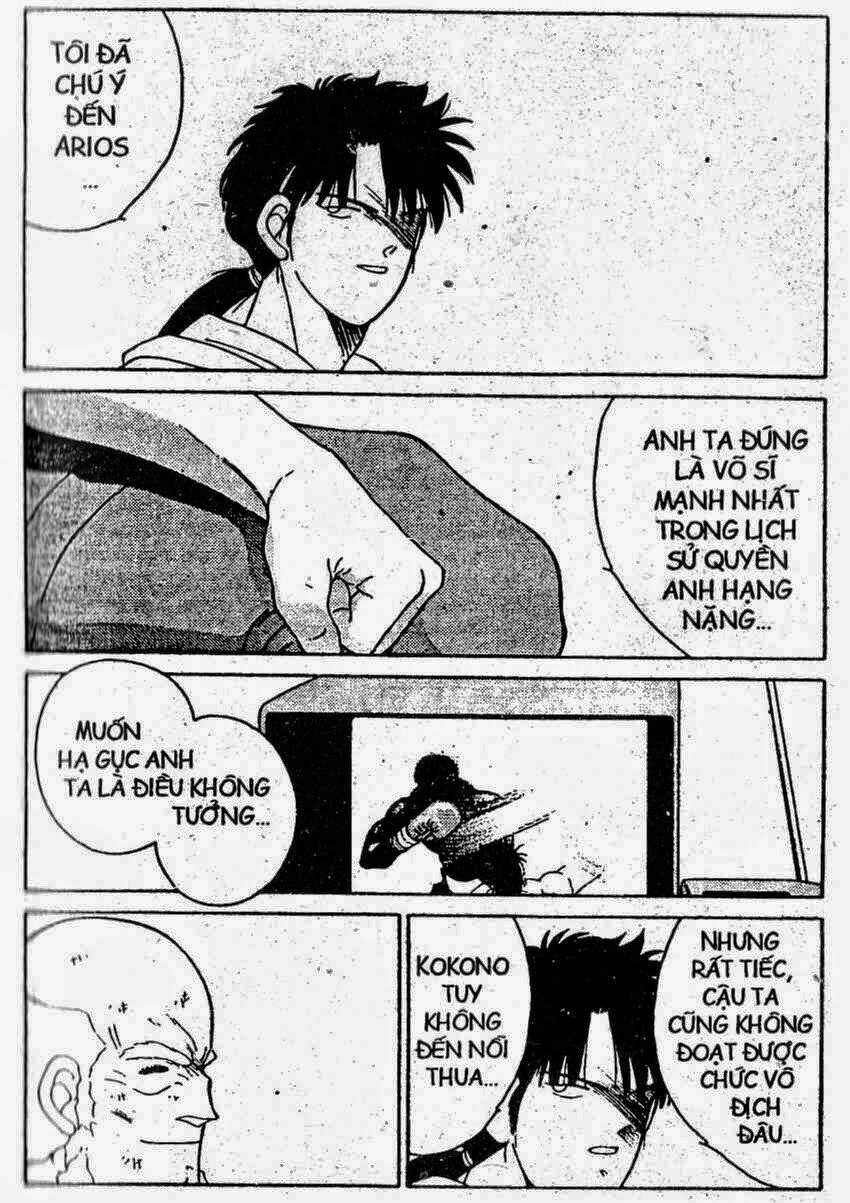 TÔI ĐÃ
CHÚ Ý
ĐẾN
ARIOS
...
ANH TA ĐÚNG
LÀ VÕ SĨ
MẠNH NHẤT
TRONG LỊCH
SỬ QUYỀN
ANH HẠNG
NẶNG...
MUỐN
HẠ GỤC ANH
TA LÀ ĐIỀU KHÔNG
TƯỞNG...
KOKONO
TUY
KHÔNG
ĐẾN NỖI
THUA...
NHƯNG
RẤT TIẾC,
CẬU TA
CŨNG KHÔNG
ĐOẠT ĐƯỢC
CHỨC VÔ
ĐỊCH
ĐÂU...